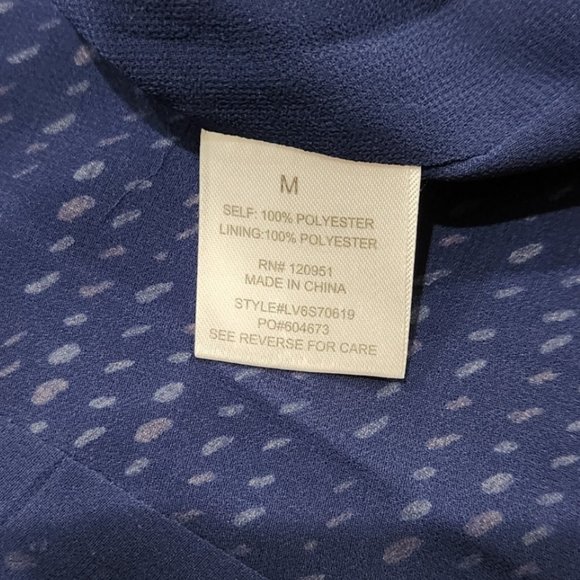 M
SELF: 100% POLYESTER
LINING:100% POLYESTER
RN# 120951
MADE IN CHINA
STYLE#LV6S70619
PO#604673
SEE REVERSE FOR CARE